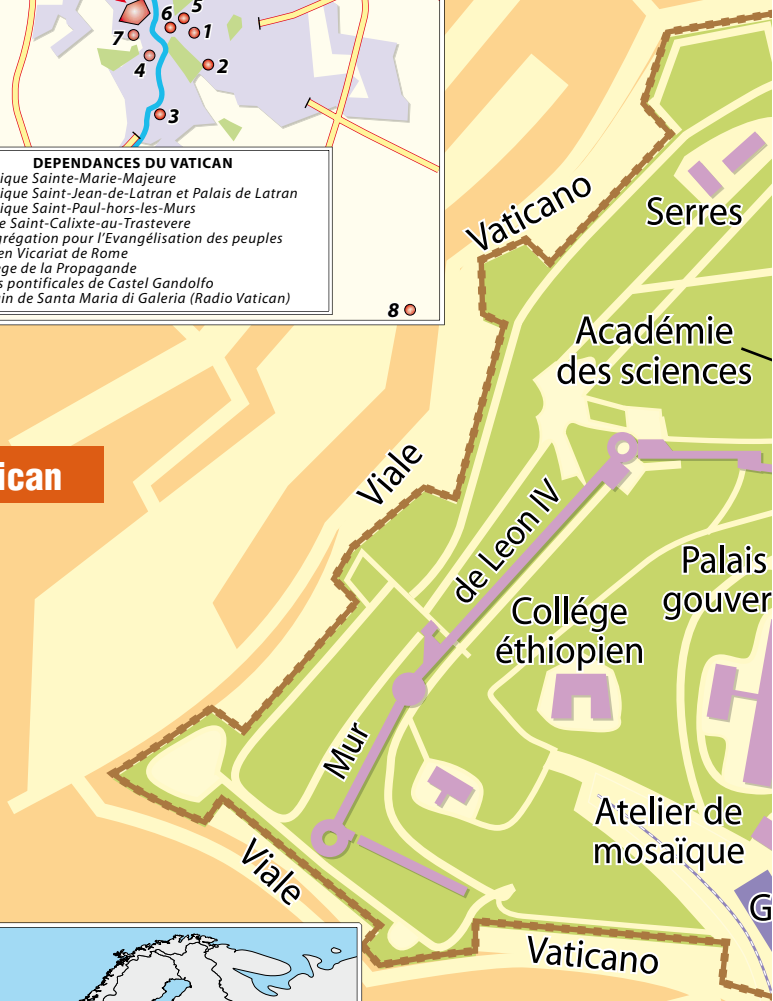 5
6
1
7
4
2
3
DEPENDANCES DU VATICAN
ique Sainte-Marie-Majeure
ique Saint-Jean-de-Latran et Palais de Latran
ique Saint-Paul-hors-les-Murs
e Saint-Calixte-au-Trastevere
grégation pour l'Evangélisation des peuples
en Vicariat de Rome
ège de la Propagande
s pontificales de Castel Gandolfo
in de Santa Maria di Galeria (Radio Vatican)
8
Vaticano
Serres
Académie
des sciences
ican
Viale
de Leon IV
Palais
gouver
Collége
éthiopien
Mur
Atelier de
mosaïque
Viale
G
Vaticano